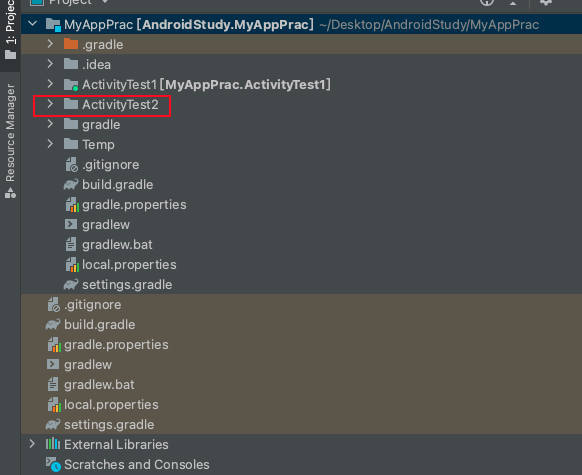 Project
MyAppPrac [AndroidStudy.MyAppPrac] ~/Desktop/AndroidStudy/MyAppPrac
.gradle
.idea
ActivityTest1 [MyAppPrac.ActivityTest1]
ActivityTest2
gradle
Temp
.gitignore
build.gradle
gradle.properties
gradlew
gradlew.bat
local.properties
settings.gradle
.gitignore
build.gradle
gradle.properties
gradlew
gradlew.bat
local.properties
settings.gradle
External Libraries
Scratches and Consoles
1: Project
Resource Manager